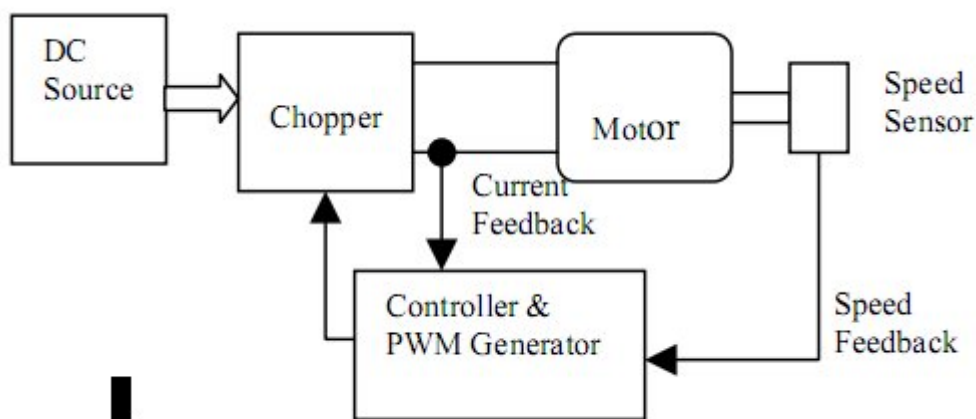 DC
Source
Chopper
Motor
Speed
Sensor
Current
Feedback
Controller &
PWM Generator
Speed
Feedback